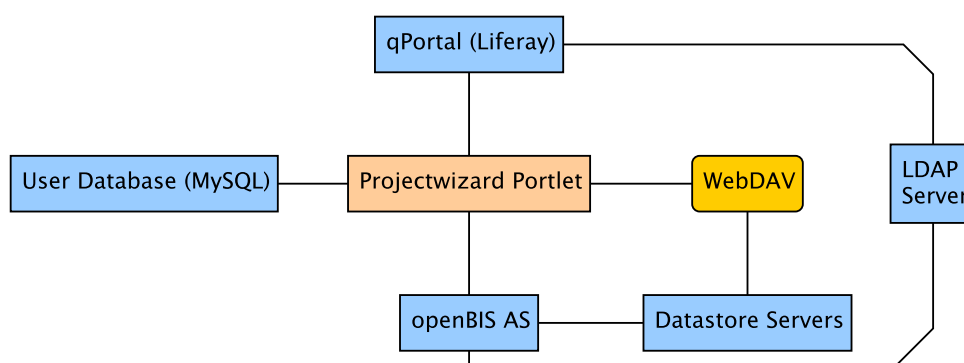 qPortal (Liferay)
User Database (MySQL)
Projectwizard Portlet
WebDAV
LDAP
Server
openBIS AS
Datastore Servers